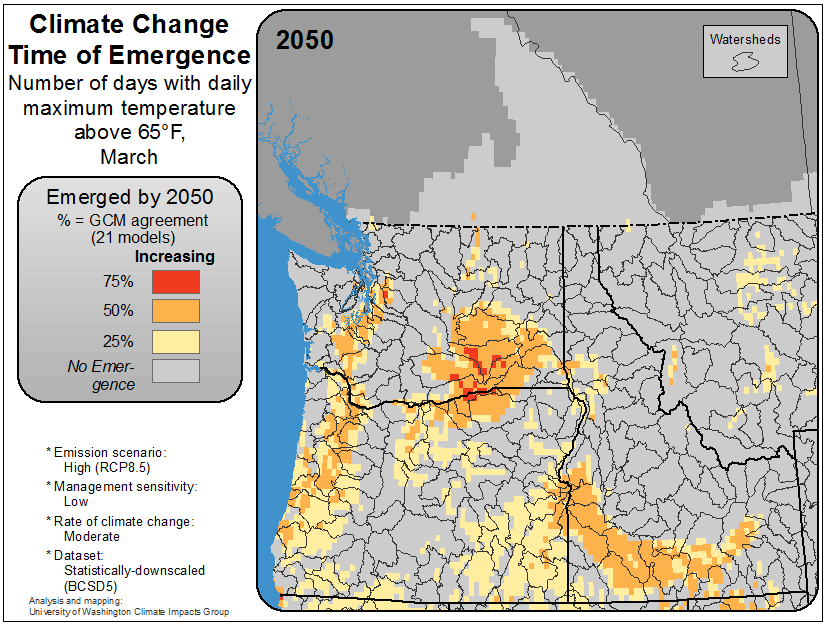 Climate Change
Time of Emergence
Number of days with daily
maximum temperature
above 65°F,
March
Emerged by 2050
% = GCM agreement
(21 models)
Increasing
75%
50%
25%
No Emer-
gence
* Emission scenario:
High (RCP8.5)
* Management sensitivity:
Low
* Rate of climate change:
Moderate
* Dataset:
Statistically-downscaled
(BCSD5)
Analysis and mapping:
University of Washington Climate Impacts Group
2050
Watersheds